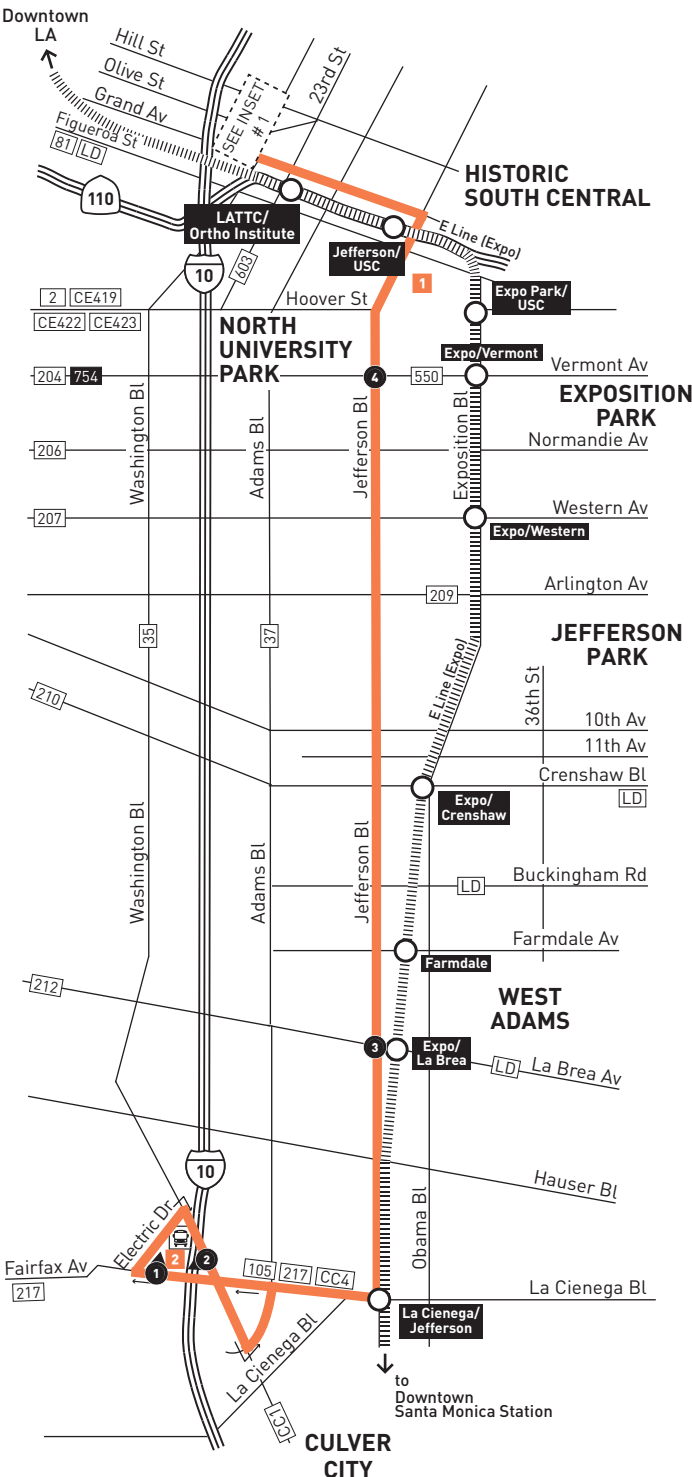 Downtown
LA
Hill St
Olive St
Grand Av
Figueroa St
81 LD
SEE INSET
# 1
23rd St
HISTORIC
SOUTH CENTRAL
110
LATTC/
Ortho Institute
E Line (Expo)
Jefferson/
USC
10
603
1
Expo Park/
USC
2 CE419
CE422 CE423
Hoover St
NORTH
UNIVERSITY
PARK
Expo/Vermont
204 754
4
550
Vermont Av
EXPOSITION
PARK
Washington Bl
Adams Bl
Jefferson Bl
Exposition Bl
206
Normandie Av
207
Western Av
Expo/Western
209
Arlington Av
35
37
JEFFERSON
PARK
E Line (Expo)
36th St
210
10th Av
11th Av
Crenshaw Bl
LD
Expo/
Crenshaw
Washington Bl
Adams Bl
Jefferson Bl
LD
Buckingham Rd
Farmdale Av
Farmdale
212
WEST
ADAMS
3
Expo/
La Brea
LD
La Brea Av
10
Hauser Bl
Electric Dr
Obama Bl
Fairfax Av
217
2
1
2
105 217 CC4
La Cienega Bl
La Cienega/
Jefferson
La Cienega Bl
CC1
to
Downtown
Santa Monica Station
CULVER
CITY